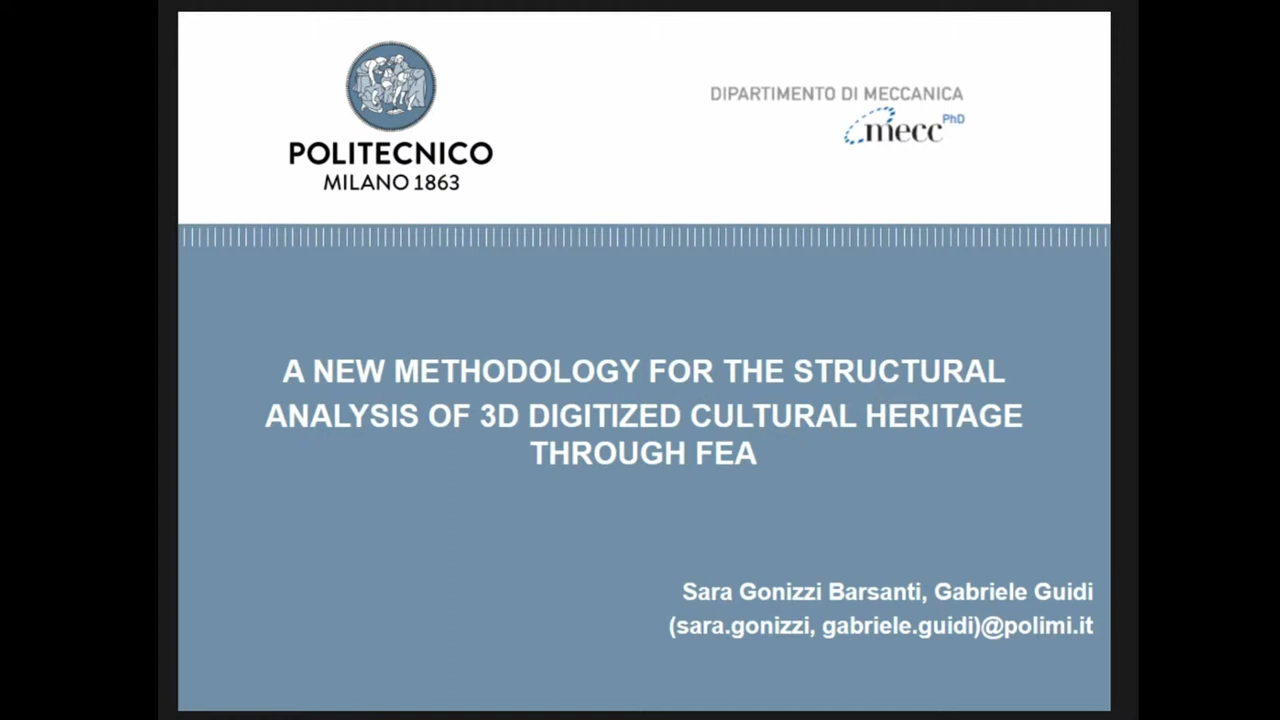 POLITECNICO
MILANO 1863
DIPARTIMENTO DI MECCANICA
mecc PhD
A NEW METHODOLOGY FOR THE STRUCTURAL
ANALYSIS OF 3D DIGITIZED CULTURAL HERITAGE
THROUGH FEA
Sara Gonizzi Barsanti, Gabriele Guidi
(sara.gonizzi, gabriele.guidi)@polimi.it